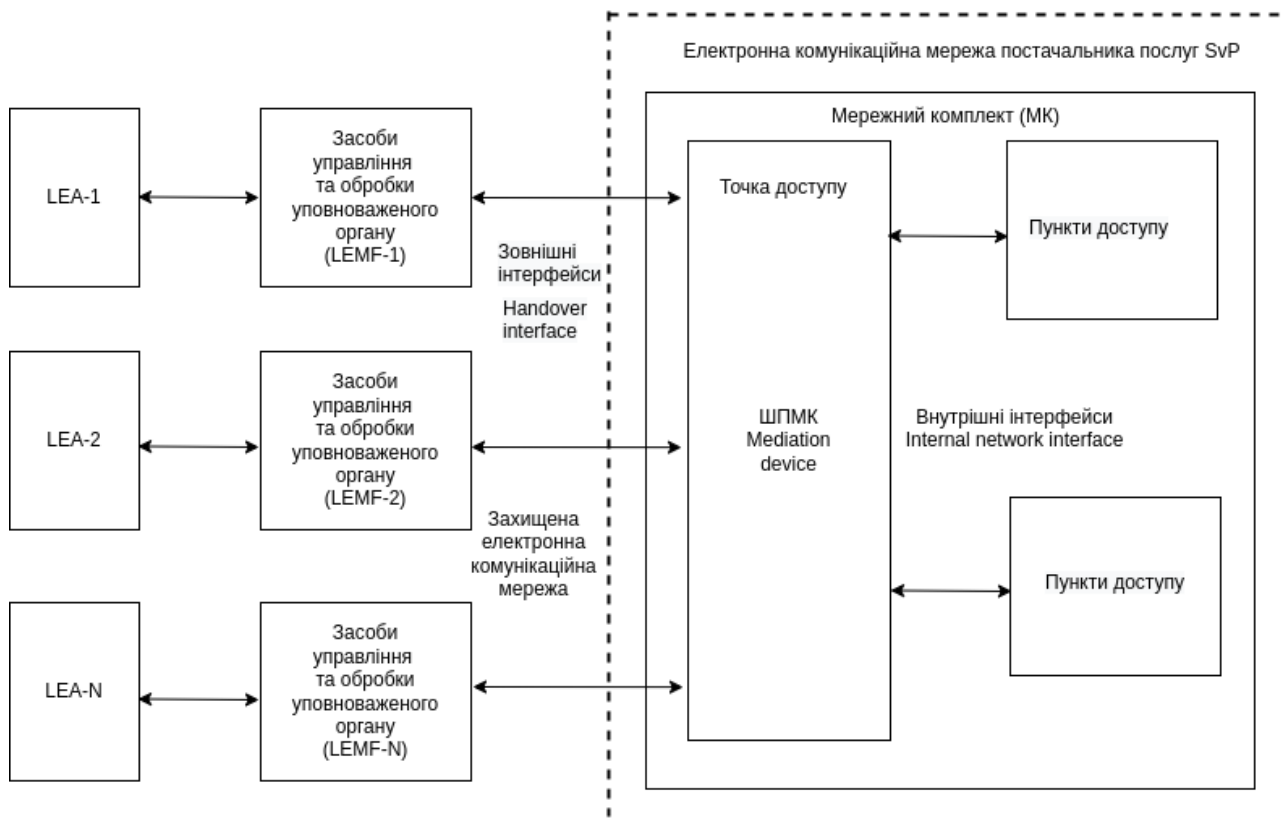 Електронна комунікаційна мережа постачальника послуг SvP
Мережний комплект (МК)
LEA-1
Засоби
управління
та обробки
уповноваженого
органу
(LEMF-1)
Точка доступу
Пункти доступу
Зовнішні
інтерфейси
Handover
interface
LEA-2
Засоби
управління
та обробки
уповноваженого
органу
(LEMF-2)
ШПМК
Mediation
device
Внутрішні інтерфейси
Internal network interface
Захищена
електронна
комунікаційна
мережа
Пункти доступу
LEA-N
Засоби
управління
та обробки
уповноваженого
органу
(LEMF-N)